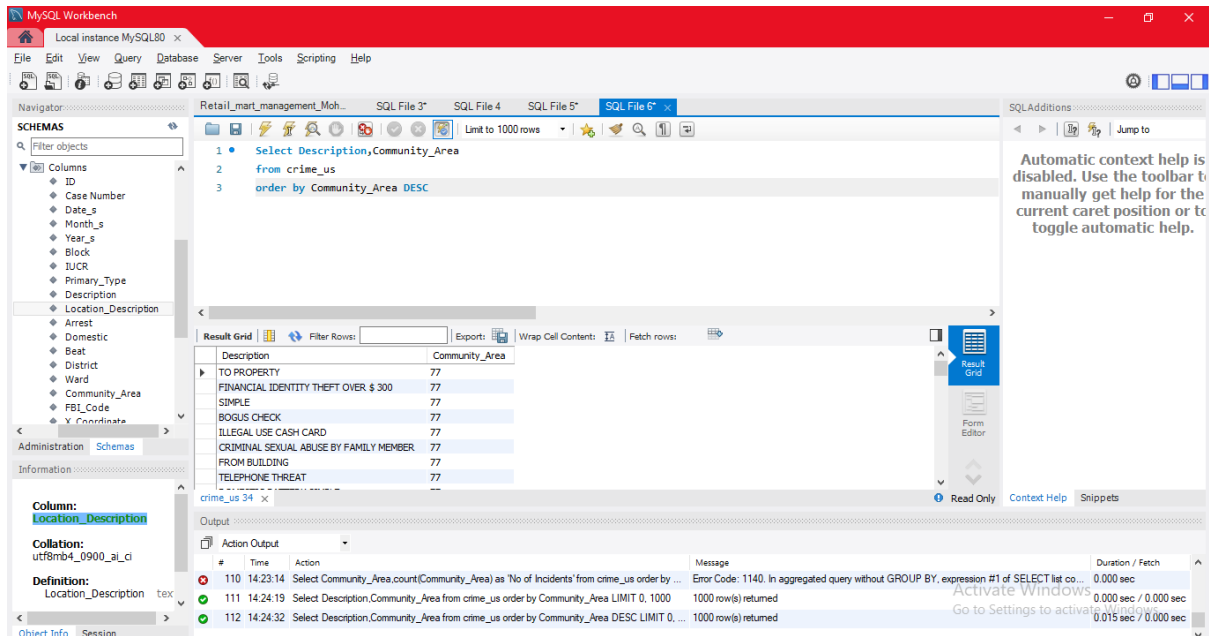 MySQL Workbench
Local instance MySQL80
File Edit View Query Database Server Tools Scripting Help
Navigator
SCHEMAS
Filter objects
Columns
ID
Case Number
Date_s
Month_s
Year_s
Block
IUCR
Primary_Type
Description
Location_Description
Arrest
Domestic
Beat
District
Ward
Community_Area
FBI_Code
X_Coordinate
Administration Schemas
Information
Column:
Location_Description
Collation:
utf8mb4_0900_ai_ci
Definition:
Location_Description tex
Object Info Session
Retail_mart_management_Moh... SQL File 3* SQL File 4 SQL File 5* SQL File 6*
Limit to 1000 rows
1 Select Description,Community_Area
2 from crime_us
3 order by Community_Area DESC
Result Grid Filter Rows: Export: Wrap Cell Content: Fetch rows:
Description Community_Area
TO PROPERTY 77
FINANCIAL IDENTITY THEFT OVER $ 300 77
SIMPLE 77
BOGUS CHECK 77
ILLEGAL USE CASH CARD 77
CRIMINAL SEXUAL ABUSE BY FAMILY MEMBER 77
FROM BUILDING 77
TELEPHONE THREAT 77
Result
Grid
Form
Editor
crime_us 34
Read Only
SQLAdditions
Jump to
Automatic context help is
disabled. Use the toolbar to
manually get help for the
current caret position or to
toggle automatic help.
Context Help Snippets
Output
Action Output
# Time Action Message Duration / Fetch
110 14:23:14 Select Community_Area,count(Community_Area) as 'No of Incidents' from crime_us order by ... Error Code: 1140. In aggregated query without GROUP BY, expression #1 of SELECT list co... 0.000 sec
111 14:24:19 Select Description,Community_Area from crime_us order by Community_Area LIMIT 0, 1000 1000 row(s) returned 0.000 sec / 0.000 sec
112 14:24:32 Select Description,Community_Area from crime_us order by Community_Area DESC LIMIT 0, ... 1000 row(s) returned 0.015 sec / 0.000 sec
Activate Windows
Go to Settings to activate Windows.